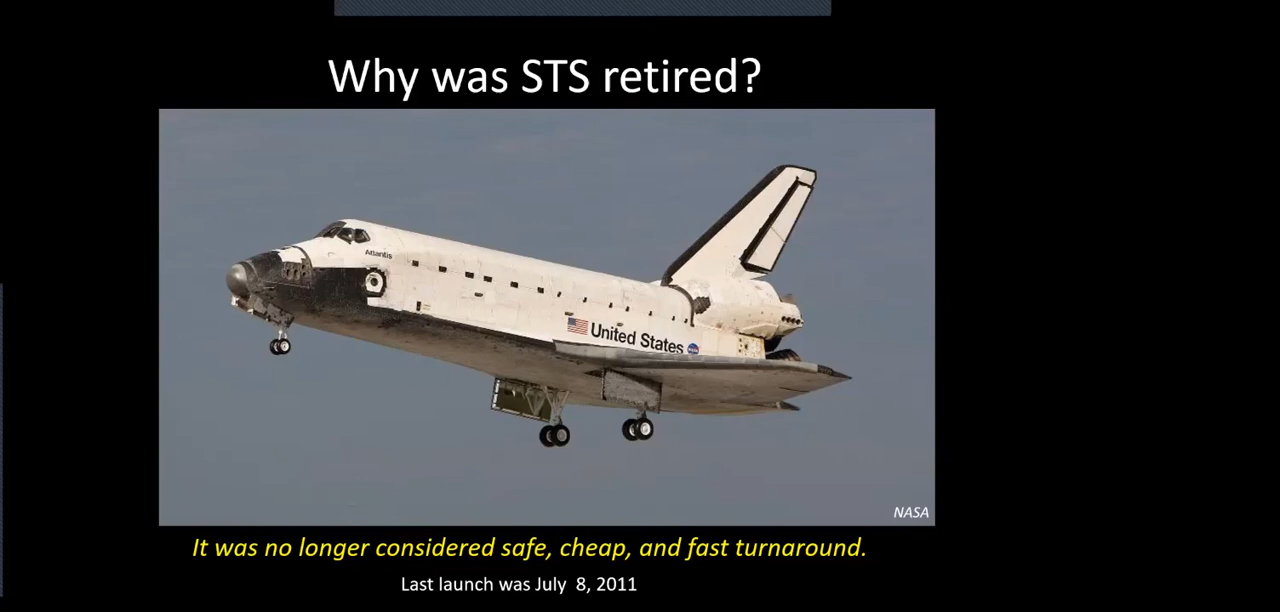 Why was STS retired?
Atlantis
United States
NASA
It was no longer considered safe, cheap, and fast turnaround.
Last launch was July  8, 2011